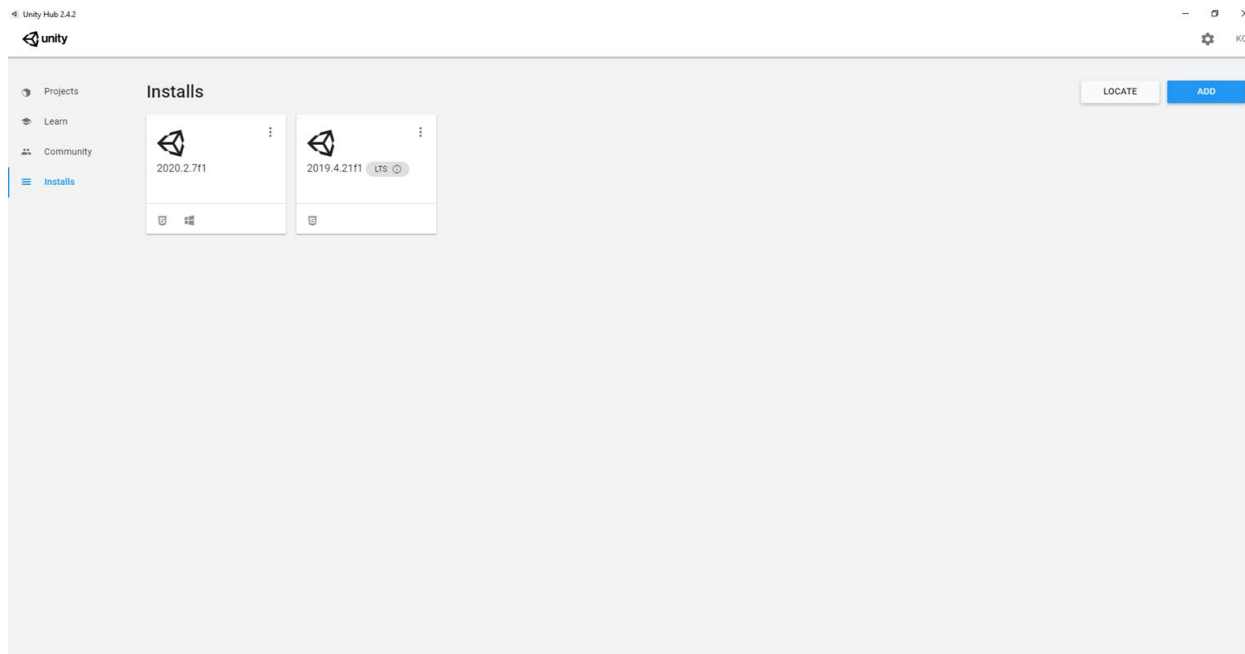 Unity Hub 2.4.2
unity
KO
Projects
Learn
Community
Installs
Installs
LOCATE
ADD
2020.2.7f1
2019.4.21f1 LTS